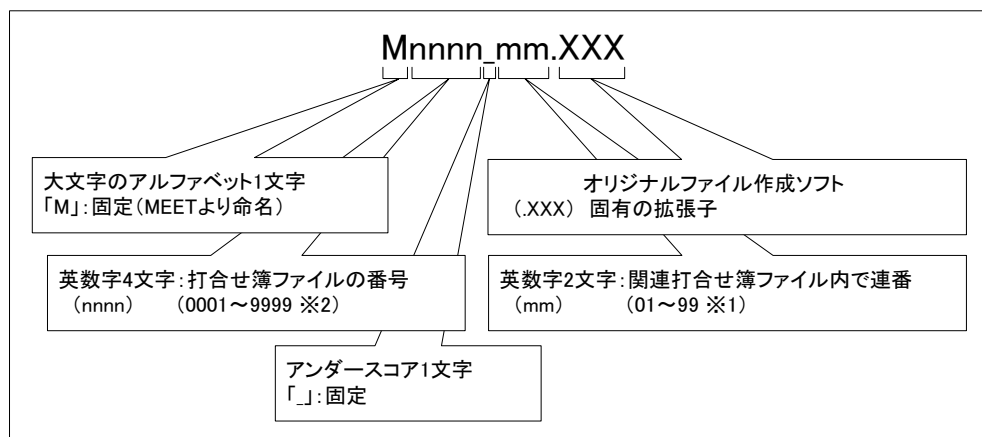 Mnnnn_mm.XXX
大文字のアルファベット1文字
「M」:固定(MEETより命名)
オリジナルファイル作成ソフト
(.XXX) 固有の拡張子
英数字4文字:打合せ簿ファイルの番号
(nnnn) (0001~9999 ※2)
英数字2文字:関連打合せ簿ファイル内で連番
(mm) (01~99 ※1)
アンダースコア1文字
「_」:固定